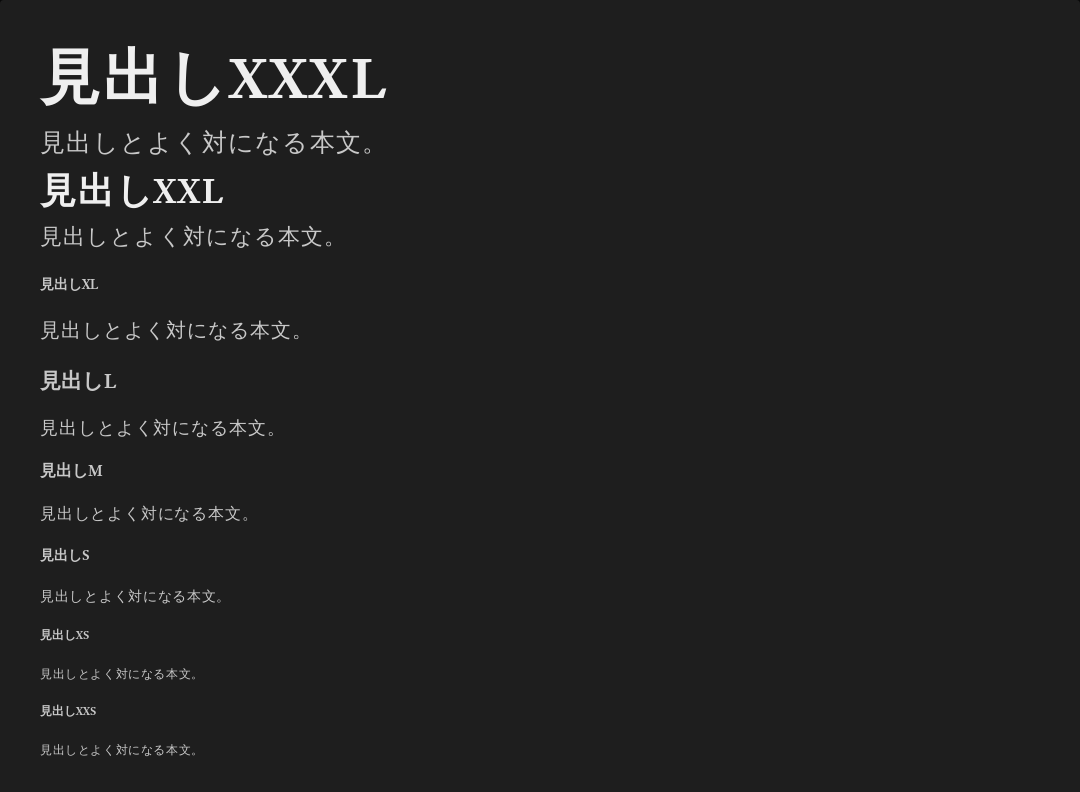 見出しXXXL
見出しとよく対になる本文。
見出しXXL
見出しとよく対になる本文。
見出しXL
見出しとよく対になる本文。
見出しL
見出しとよく対になる本文。
見出しM
見出しとよく対になる本文。
見出しS
見出しとよく対になる本文。
見出しXS
見出しとよく対になる本文。
見出しXXS
見出しとよく対になる本文。